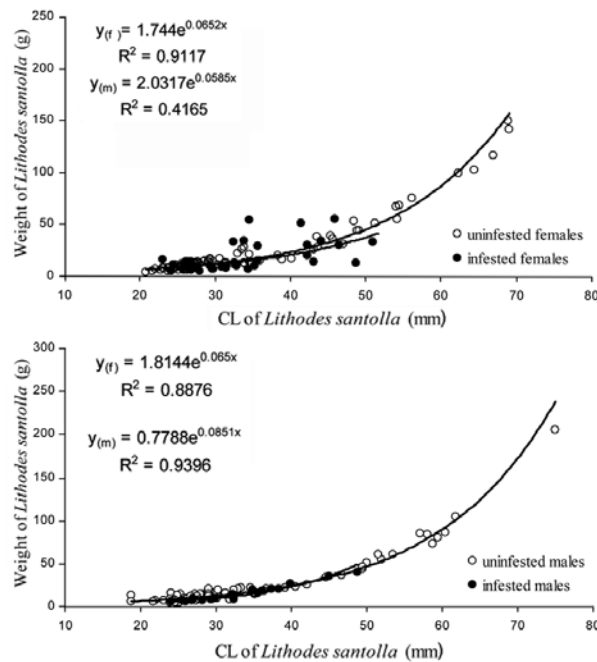 250
y(f) = 1.744e^0.0652x
R² = 0.9117
y(m) = 2.0317e^0.0585x
R² = 0.4165
200
150
100
50
0
Weight of Lithodes santolla (g)
uninfested females
infested females
10 20 30 40 50 60 70 80
CL of Lithodes santolla (mm)
300
y(f) = 1.8144e^0.065x
R² = 0.8876
250
y(m) = 0.7788e^0.0851x
R² = 0.9396
200
150
100
50
0
Weight of Lithodes santolla (g)
uninfested males
infested males
10 20 30 40 50 60 70 80
CL of Lithodes santolla (mm)